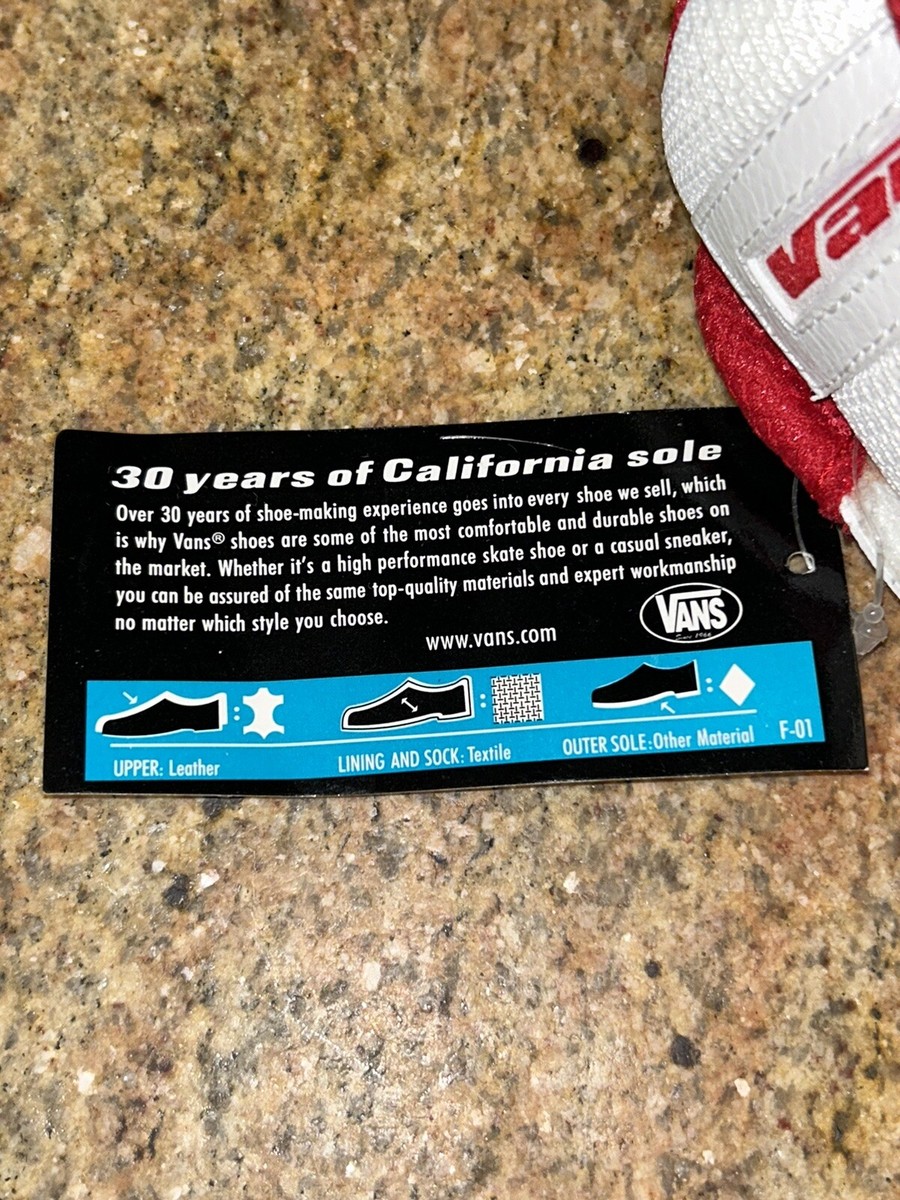 Va
30 years of California sole
Over 30 years of shoe-making experience goes into every shoe we sell, which
is why Vans® shoes are some of the most comfortable and durable shoes on
the market. Whether it's a high performance skate shoe or a casual sneaker,
you can be assured of the same top-quality materials and expert workmanship
no matter which style you choose.
www.vans.com
VANS
Since 1966
UPPER: Leather
LINING AND SOCK: Textile
OUTER SOLE: Other Material
F-01